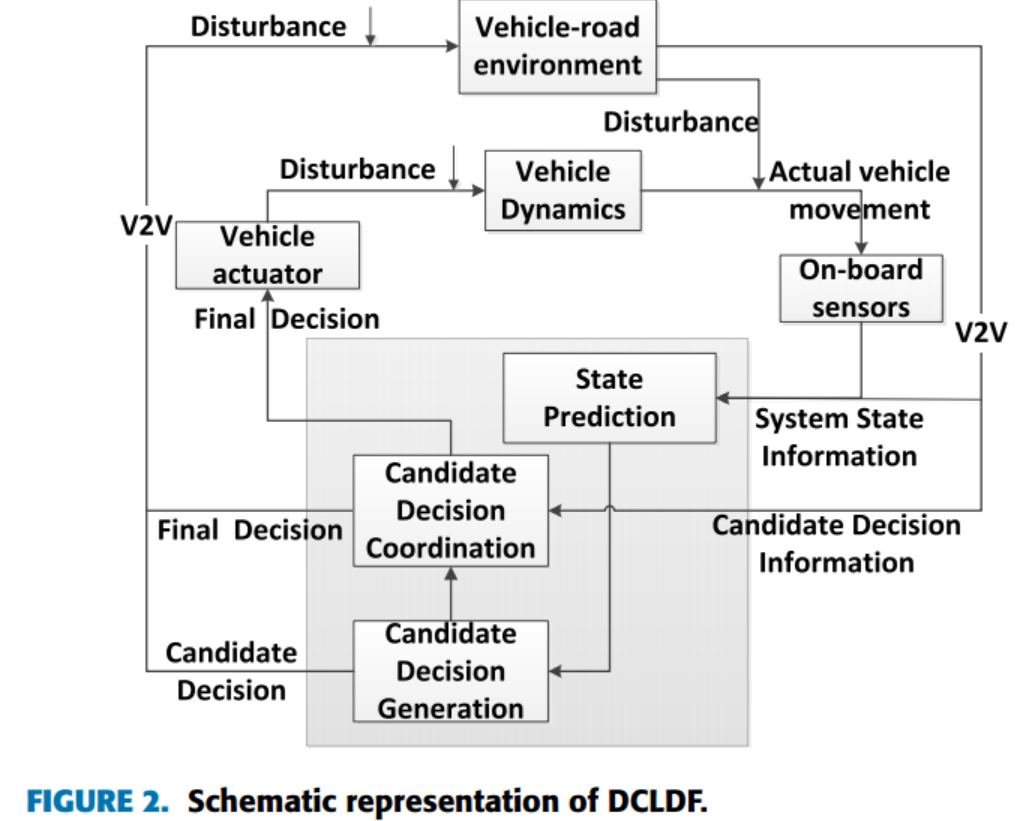 Disturbance
Vehicle-road
environment
Disturbance
Disturbance
Vehicle
Dynamics
Actual vehicle
movement
V2V
Vehicle
actuator
On-board
sensors
Final Decision
V2V
State
Prediction
System State
Information
Candidate
Decision
Coordination
Final Decision
Candidate Decision
Information
Candidate
Decision
Generation
Candidate
Decision
FIGURE 2. Schematic representation of DCLDF.